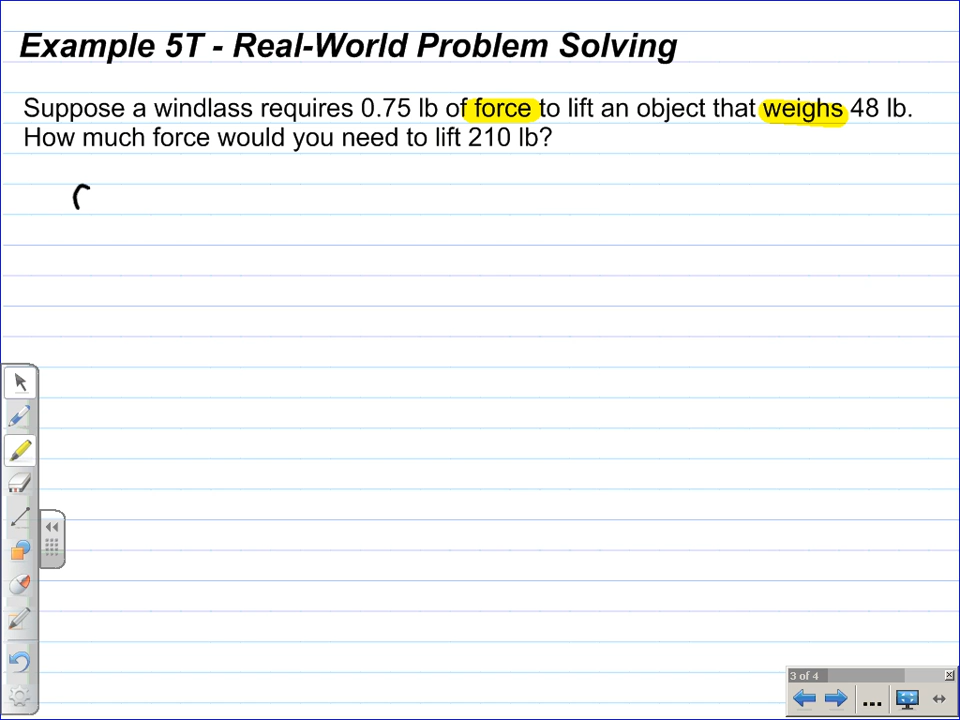 Example 5T - Real-World Problem Solving
Suppose a windlass requires 0.75 lb of force to lift an object that weighs 48 lb.
How much force would you need to lift 210 lb?
3 of 4